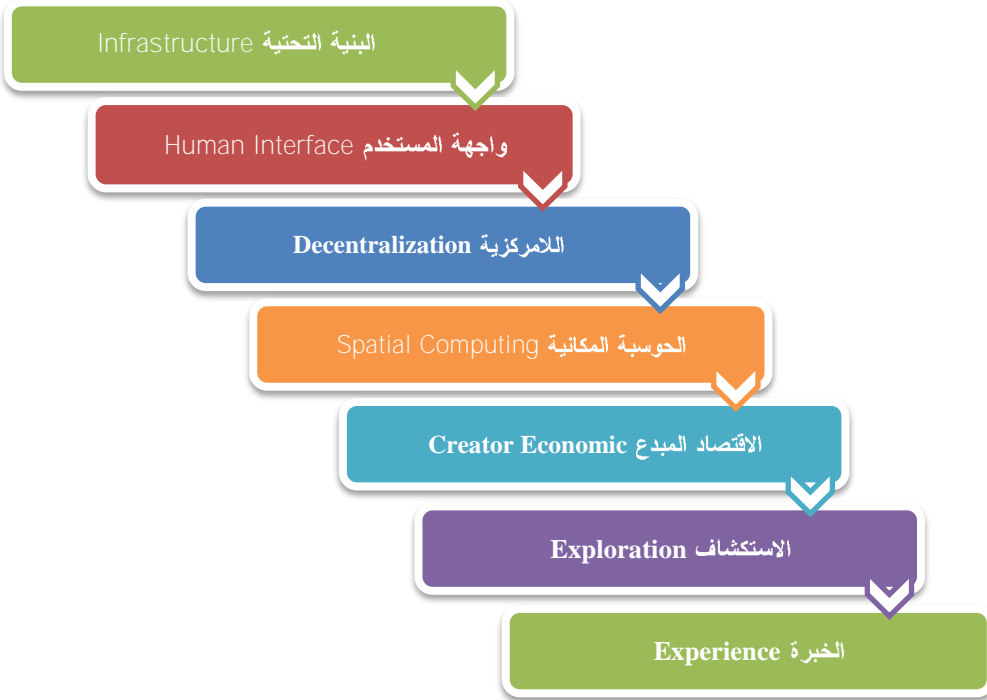 البنية التحتية Infrastructure
واجهة المستخدم Human Interface
اللامركزية Decentralization
الحوسبة المكانية Spatial Computing
الاقتصاد المبدع Creator Economic
الاستكشاف Exploration
الخبرة Experience